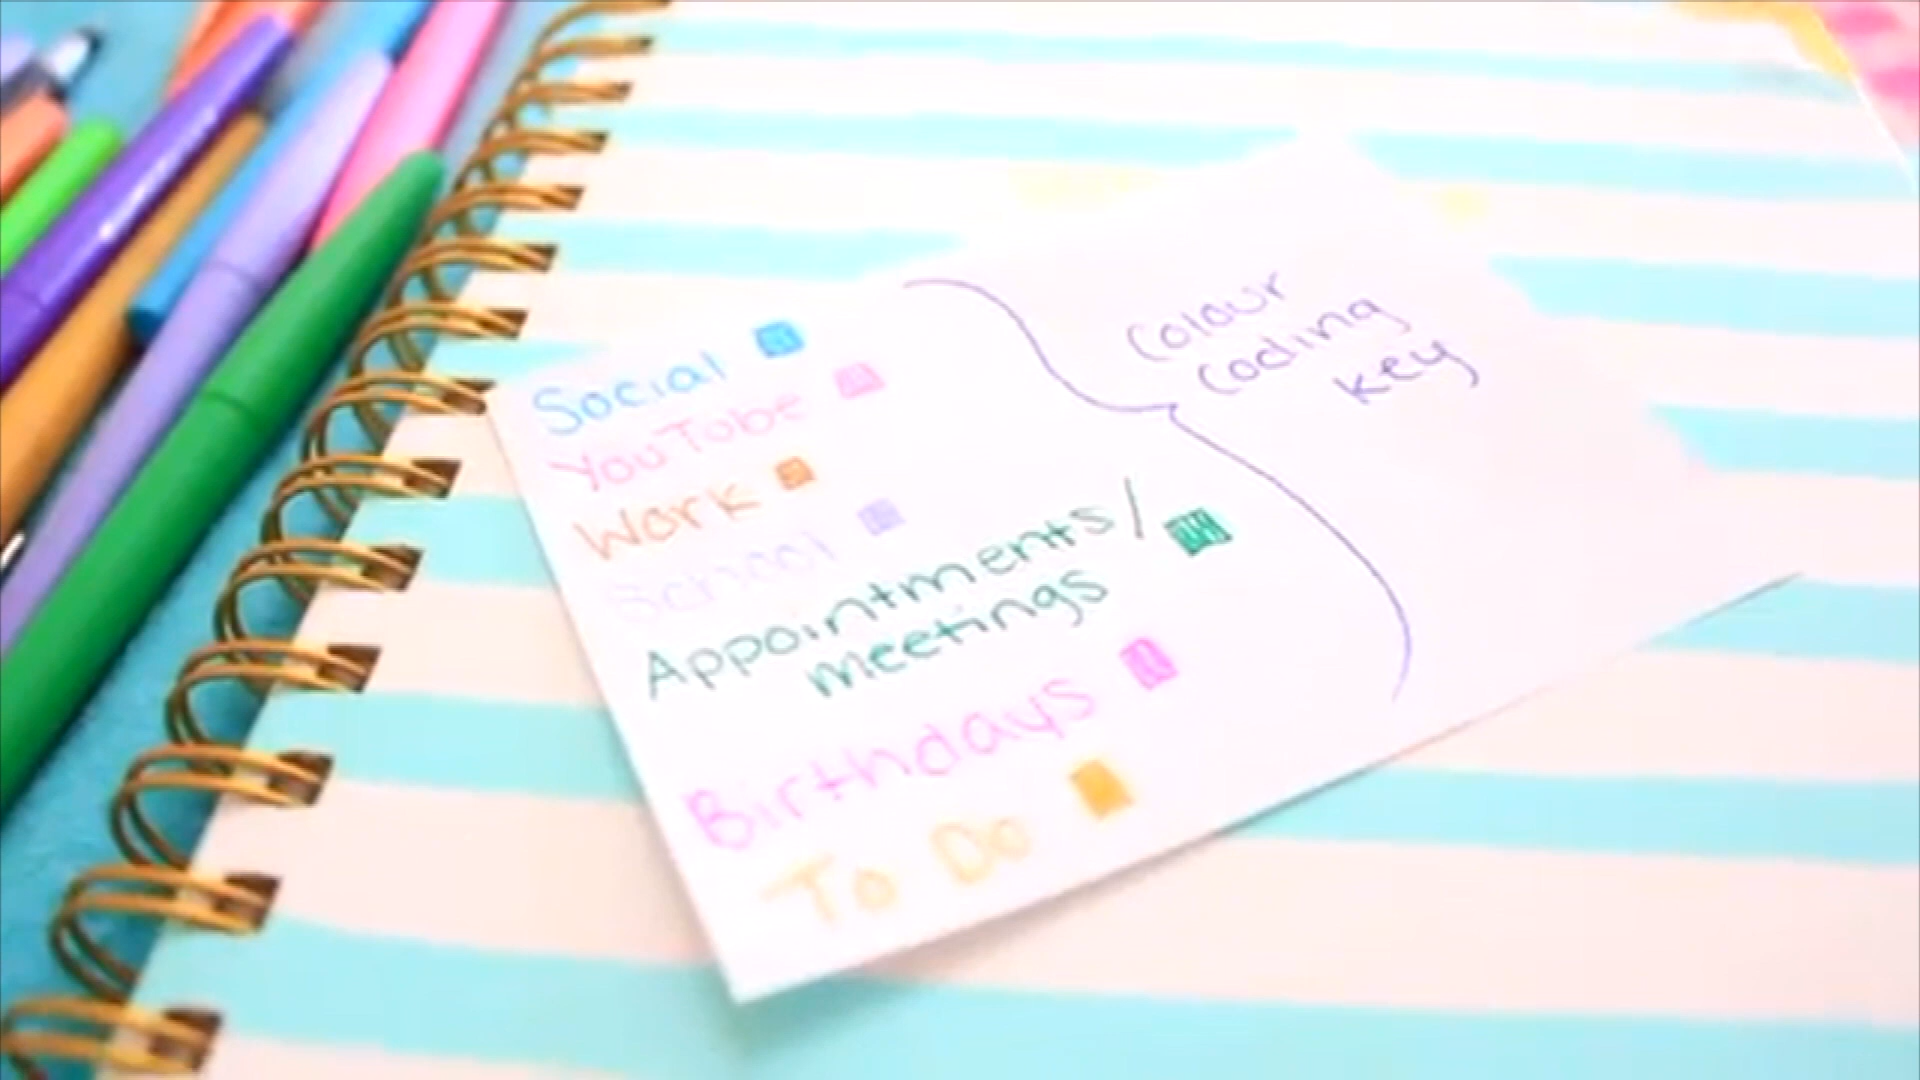 Social
YouTube
Work
School
Appointments/
meetings
Birthdays
To Do
Colour
Coding
key